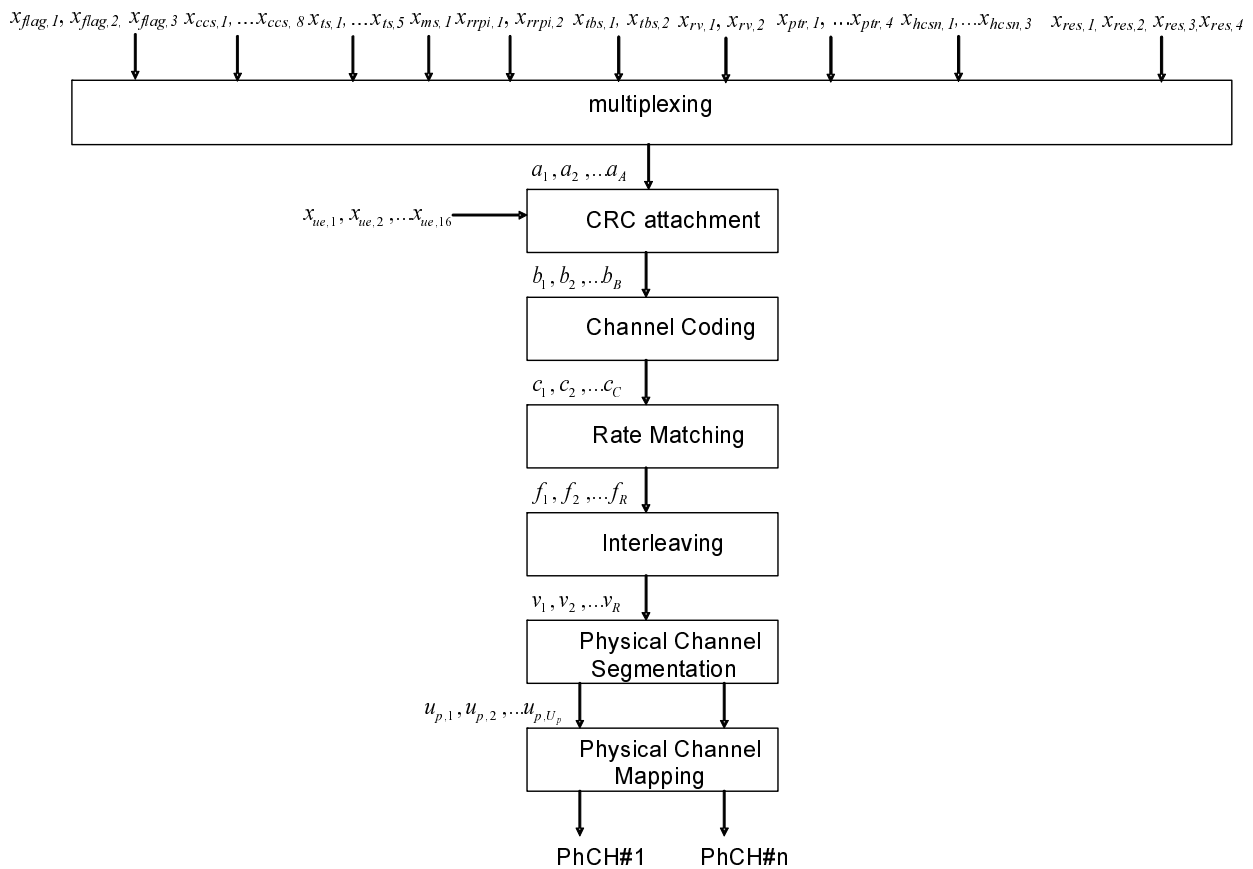 x_flag, 1, x_flag, 2, x_flag, 3 x_ccs, 1, ...x_ccs, 8 x_ts, 1, ...x_ts, 5 x_ms, 1 x_rrpi, 1, x_rrpi, 2 x_tbs, 1, x_tbs, 2 x_rv, 1, x_rv, 2 x_ptr, 1, ...x_ptr, 4 x_hcsn, 1,...x_hcsn, 3 x_res, 1, x_res, 2, x_res, 3, x_res, 4
multiplexing
a_1, a_2, ...a_A
x_ue,1, x_ue,2, ...x_ue,16
CRC attachment
b_1, b_2, ...b_B
Channel Coding
c_1, c_2, ...c_C
Rate Matching
f_1, f_2, ...f_R
Interleaving
v_1, v_2, ...v_R
Physical Channel
Segmentation
u_p,1, u_p,2, ...u_p,U_p
Physical Channel
Mapping
PhCH#1 PhCH#n